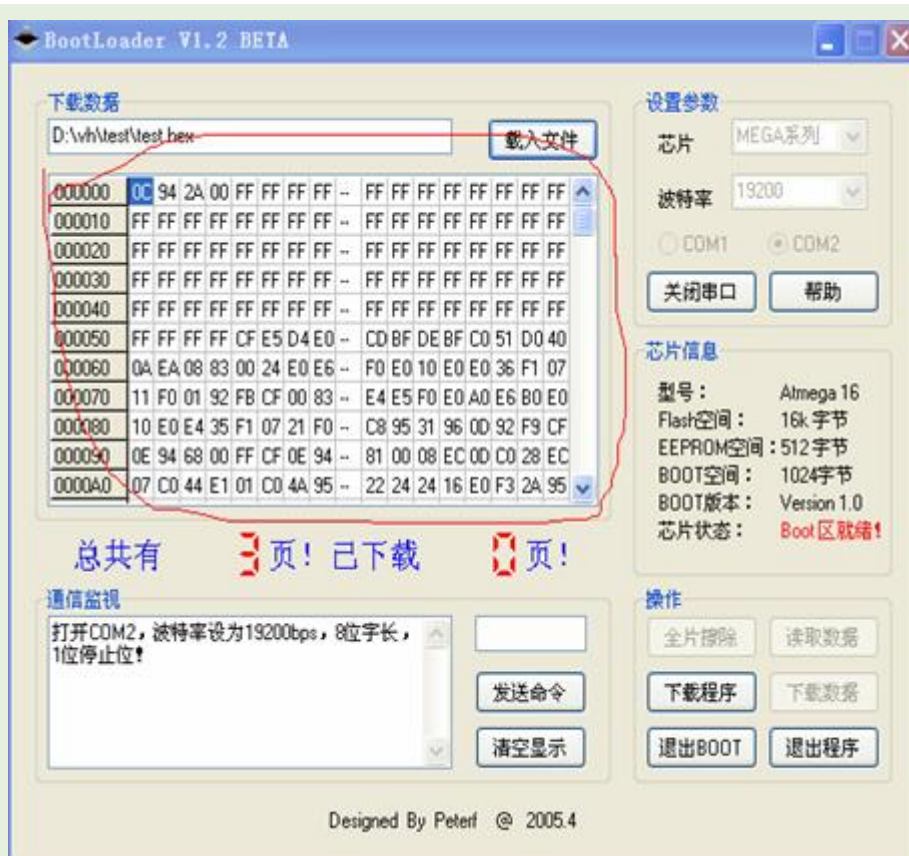 BootLoader V1.2 BETA
下载数据
D:\vh\test\test.hex
载入文件
000000 0C 94 2A 00 FF FF FF FF -- FF FF FF FF FF FF FF FF
000010 FF FF FF FF FF FF FF FF -- FF FF FF FF FF FF FF FF
000020 FF FF FF FF FF FF FF FF -- FF FF FF FF FF FF FF FF
000030 FF FF FF FF FF FF FF FF -- FF FF FF FF FF FF FF FF
000040 FF FF FF FF FF FF FF FF -- FF FF FF FF FF FF FF FF
000050 FF FF FF FF CF E5 D4 E0 -- CD BF DE BF C0 51 D0 40
000060 0A EA 08 83 00 24 E0 E6 -- F0 E0 10 E0 E0 36 F1 07
000070 11 F0 01 92 FB CF 00 83 -- E4 E5 F0 E0 A0 E6 B0 E0
000080 10 E0 E4 35 F1 07 21 F0 -- C8 95 31 96 0D 92 F9 CF
000090 0E 94 68 00 FF CF 0E 94 -- 81 00 08 EC 0D C0 28 EC
0000A0 07 C0 44 E1 01 C0 4A 95 -- 22 24 24 16 E0 F3 2A 95
总共有 3 页! 已下载 0 页!
通信监视
打开COM2，波特率设为19200bps，8位字长，
1位停止位!
发送命令
清空显示
设置参数
芯片 MEGA系列
波特率 19200
COM1 COM2
关闭串口 帮助
芯片信息
型号： Atmega 16
Flash空间： 16k 字节
EEPROM空间：512 字节
BOOT空间： 1024字节
BOOT版本： Version 1.0
芯片状态： Boot 区就绪!
操作
全片擦除 读取数据
下载程序 下载数据
退出BOOT 退出程序
Designed By Peterf @ 2005.4